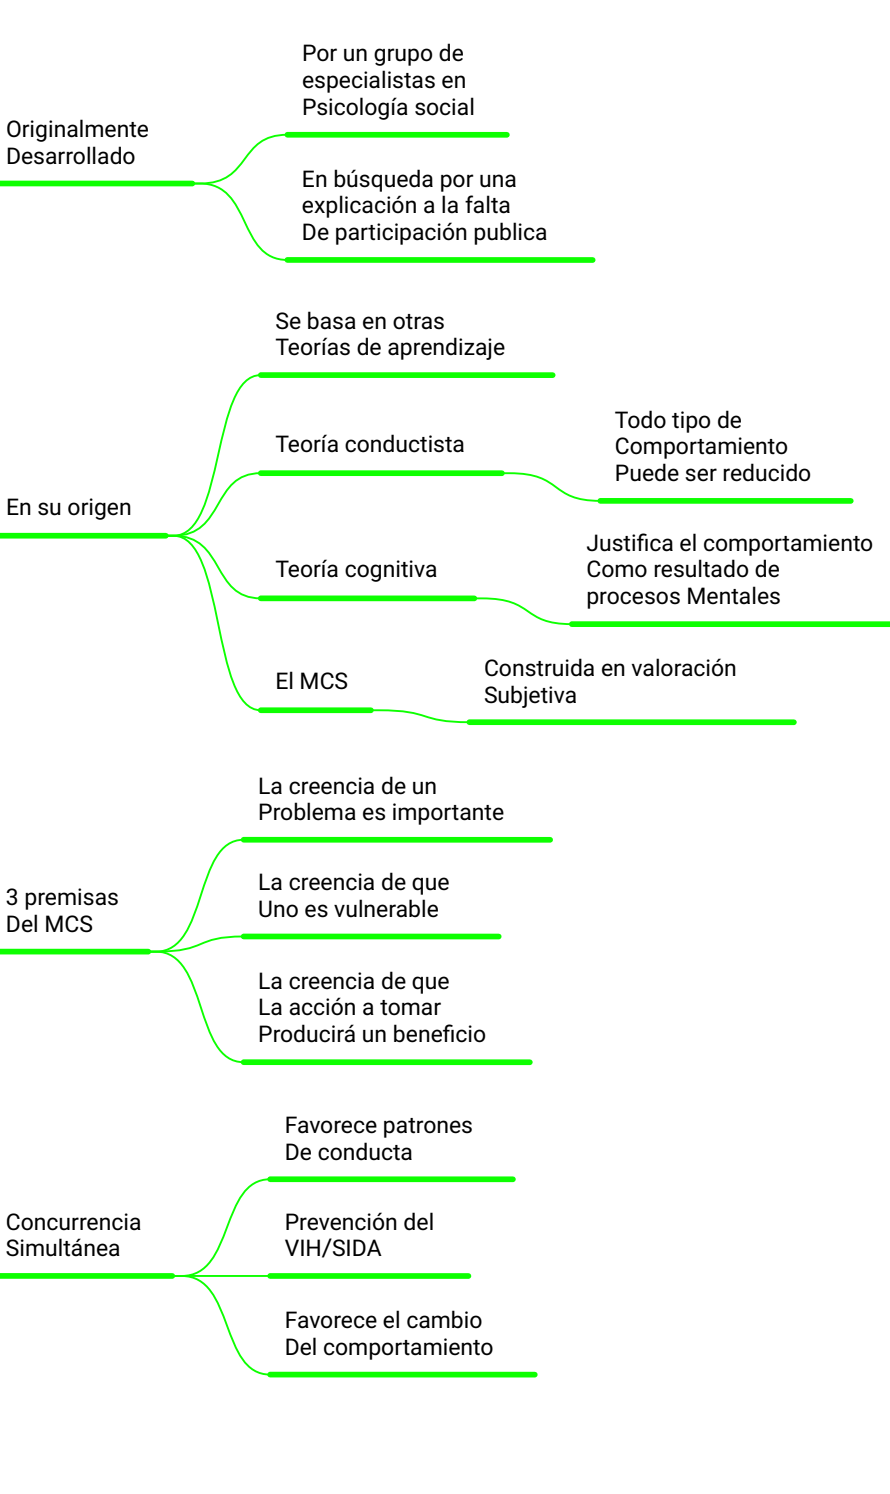 Originalmente
Desarrollado
Por un grupo de
especialistas en
Psicología social
En búsqueda por una
explicación a la falta
De participación publica
En su origen
Se basa en otras
Teorías de aprendizaje
Teoría conductista
Todo tipo de
Comportamiento
Puede ser reducido
Teoría cognitiva
Justifica el comportamiento
Como resultado de
procesos Mentales
El MCS
Construida en valoración
Subjetiva
3 premisas
Del MCS
La creencia de un
Problema es importante
La creencia de que
Uno es vulnerable
La creencia de que
La acción a tomar
Producirá un beneficio
Concurrencia
Simultánea
Favorece patrones
De conducta
Prevención del
VIH/SIDA
Favorece el cambio
Del comportamiento